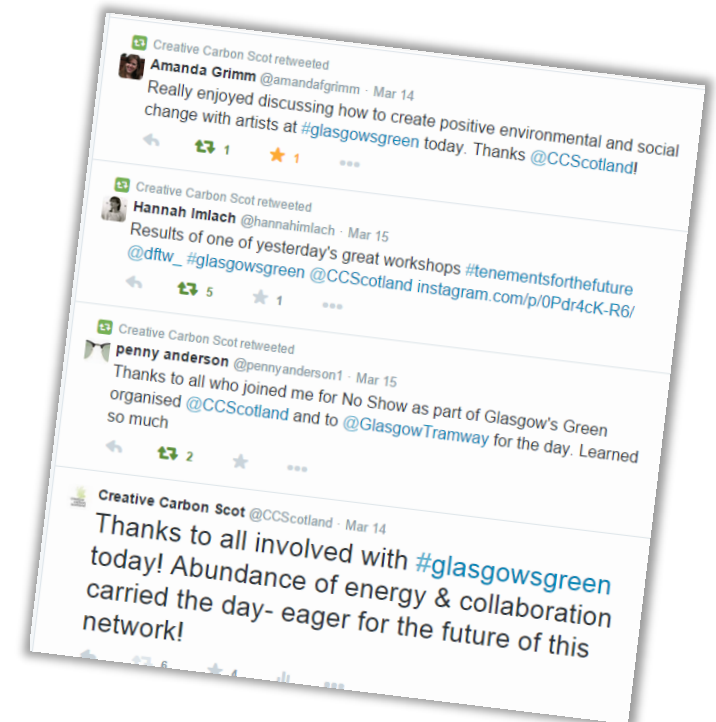 Creative Carbon Scot retweeted
Amanda Grimm @amandafgrimm · Mar 14
Really enjoyed discussing how to create positive environmental and social
change with artists at #glasgowsgreen today. Thanks @CCScotland!
1 1
Creative Carbon Scot retweeted
Hannah Imlach @hannahimlach · Mar 15
Results of one of yesterday's great workshops #tenementsforthefuture
@dftw_ #glasgowsgreen @CCScotland instagram.com/p/0Pdr4cK-R6/
5 1
Creative Carbon Scot retweeted
penny anderson @pennyanderson1 · Mar 15
Thanks to all who joined me for No Show as part of Glasgow's Green
organised @CCScotland and to @GlasgowTramway for the day. Learned
so much
2
Creative Carbon Scot @CCScotland · Mar 14
Thanks to all involved with #glasgowsgreen
today! Abundance of energy & collaboration
carried the day- eager for the future of this
network!
6 4